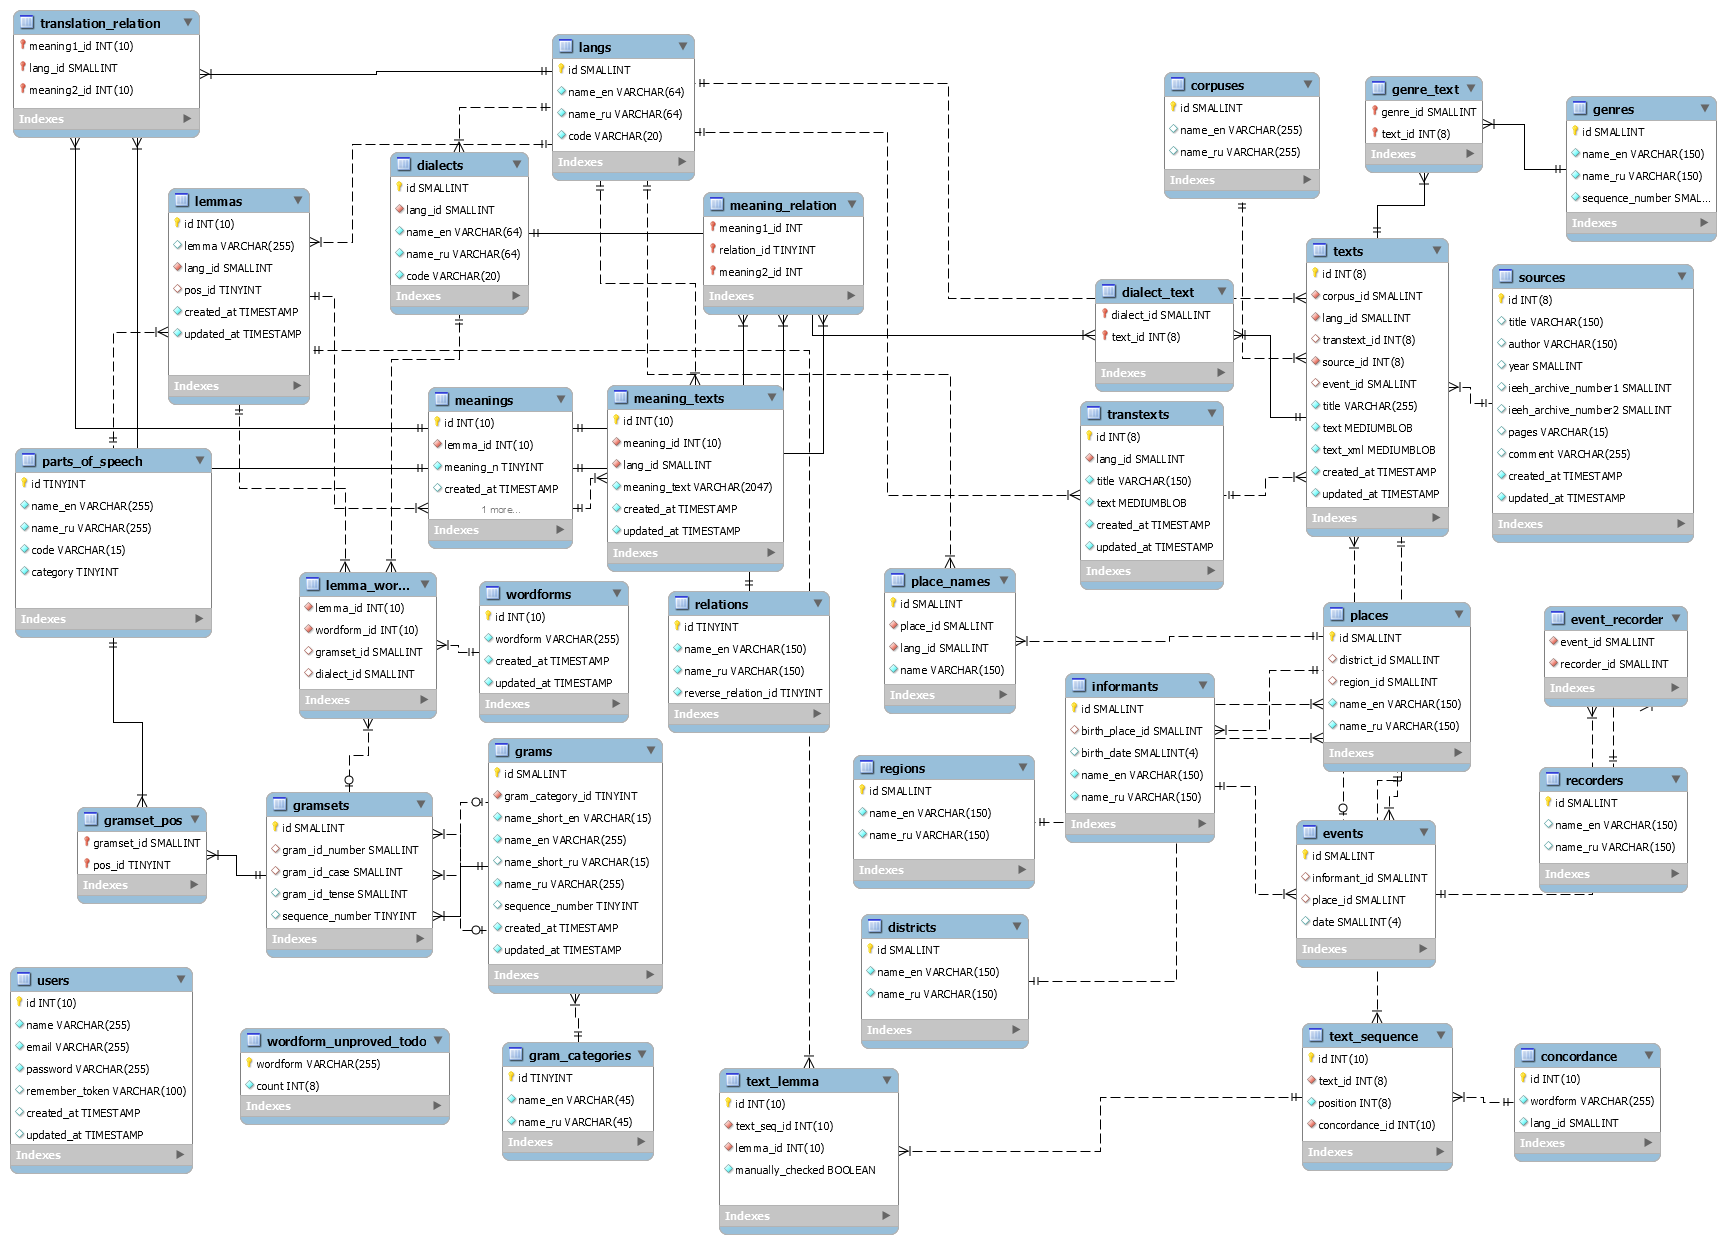 translation_relation
meaning1_id INT(10)
lang_id SMALLINT
meaning2_id INT(10)
Indexes
langs
id SMALLINT
name_en VARCHAR(64)
name_ru VARCHAR(64)
code VARCHAR(20)
Indexes
corpuses
id SMALLINT
name_en VARCHAR(255)
name_ru VARCHAR(255)
Indexes
genre_text
genre_id SMALLINT
text_id INT(8)
Indexes
genres
id SMALLINT
name_en VARCHAR(150)
name_ru VARCHAR(150)
sequence_number SMAL...
Indexes
lemmas
id INT(10)
lemma VARCHAR(255)
lang_id SMALLINT
pos_id TINYINT
created_at TIMESTAMP
updated_at TIMESTAMP
Indexes
dialects
id SMALLINT
lang_id SMALLINT
name_en VARCHAR(64)
name_ru VARCHAR(64)
code VARCHAR(20)
Indexes
meaning_relation
meaning1_id INT
relation_id TINYINT
meaning2_id INT
Indexes
dialect_text
dialect_id SMALLINT
text_id INT(8)
Indexes
texts
id INT(8)
corpus_id SMALLINT
lang_id SMALLINT
transtext_id INT(8)
source_id INT(8)
event_id SMALLINT
title VARCHAR(255)
text MEDIUMBLOB
text_xml MEDIUMBLOB
created_at TIMESTAMP
updated_at TIMESTAMP
Indexes
sources
id INT(8)
title VARCHAR(150)
author VARCHAR(150)
year SMALLINT
ieeh_archive_number1 SMALLINT
ieeh_archive_number2 SMALLINT
pages VARCHAR(15)
comment VARCHAR(255)
created_at TIMESTAMP
updated_at TIMESTAMP
Indexes
meanings
id INT(10)
lemma_id INT(10)
meaning_n TINYINT
created_at TIMESTAMP
1 more...
Indexes
meaning_texts
id INT(10)
meaning_id INT(10)
lang_id SMALLINT
meaning_text VARCHAR(2047)
created_at TIMESTAMP
updated_at TIMESTAMP
Indexes
transtexts
id INT(8)
lang_id SMALLINT
title VARCHAR(150)
text MEDIUMBLOB
created_at TIMESTAMP
updated_at TIMESTAMP
Indexes
parts_of_speech
id TINYINT
name_en VARCHAR(255)
name_ru VARCHAR(255)
code VARCHAR(15)
category TINYINT
Indexes
lemma_wor...
lemma_id INT(10)
wordform_id INT(10)
gramset_id SMALLINT
dialect_id SMALLINT
Indexes
wordforms
id INT(10)
wordform VARCHAR(255)
created_at TIMESTAMP
updated_at TIMESTAMP
Indexes
relations
id TINYINT
name_en VARCHAR(150)
name_ru VARCHAR(150)
reverse_relation_id TINYINT
Indexes
place_names
id SMALLINT
place_id SMALLINT
lang_id SMALLINT
name VARCHAR(150)
Indexes
informants
id SMALLINT
birth_place_id SMALLINT
birth_date SMALLINT(4)
name_en VARCHAR(150)
name_ru VARCHAR(150)
Indexes
places
id SMALLINT
district_id SMALLINT
region_id SMALLINT
name_en VARCHAR(150)
name_ru VARCHAR(150)
Indexes
event_recorder
event_id SMALLINT
recorder_id SMALLINT
Indexes
gramset_pos
gramset_id SMALLINT
pos_id TINYINT
Indexes
gramsets
id SMALLINT
gram_id_number SMALLINT
gram_id_case SMALLINT
gram_id_tense SMALLINT
sequence_number TINYINT
Indexes
grams
id SMALLINT
gram_category_id TINYINT
name_short_en VARCHAR(15)
name_en VARCHAR(255)
name_short_ru VARCHAR(15)
name_ru VARCHAR(255)
sequence_number TINYINT
created_at TIMESTAMP
updated_at TIMESTAMP
Indexes
regions
id SMALLINT
name_en VARCHAR(150)
name_ru VARCHAR(150)
Indexes
events
id SMALLINT
informant_id SMALLINT
place_id SMALLINT
date SMALLINT(4)
Indexes
recorders
id SMALLINT
name_en VARCHAR(150)
name_ru VARCHAR(150)
Indexes
districts
id SMALLINT
name_en VARCHAR(150)
name_ru VARCHAR(150)
Indexes
users
id INT(10)
name VARCHAR(255)
email VARCHAR(255)
password VARCHAR(255)
remember_token VARCHAR(100)
created_at TIMESTAMP
updated_at TIMESTAMP
Indexes
wordform_unproved_todo
wordform VARCHAR(255)
count INT(8)
Indexes
gram_categories
id TINYINT
name_en VARCHAR(45)
name_ru VARCHAR(45)
Indexes
text_lemma
id INT(10)
text_seq_id INT(10)
lemma_id INT(10)
manually_checked BOOLEAN
Indexes
text_sequence
id INT(10)
text_id INT(8)
position INT(8)
concordance_id INT(10)
Indexes
concordance
id INT(10)
wordform VARCHAR(255)
lang_id SMALLINT
Indexes